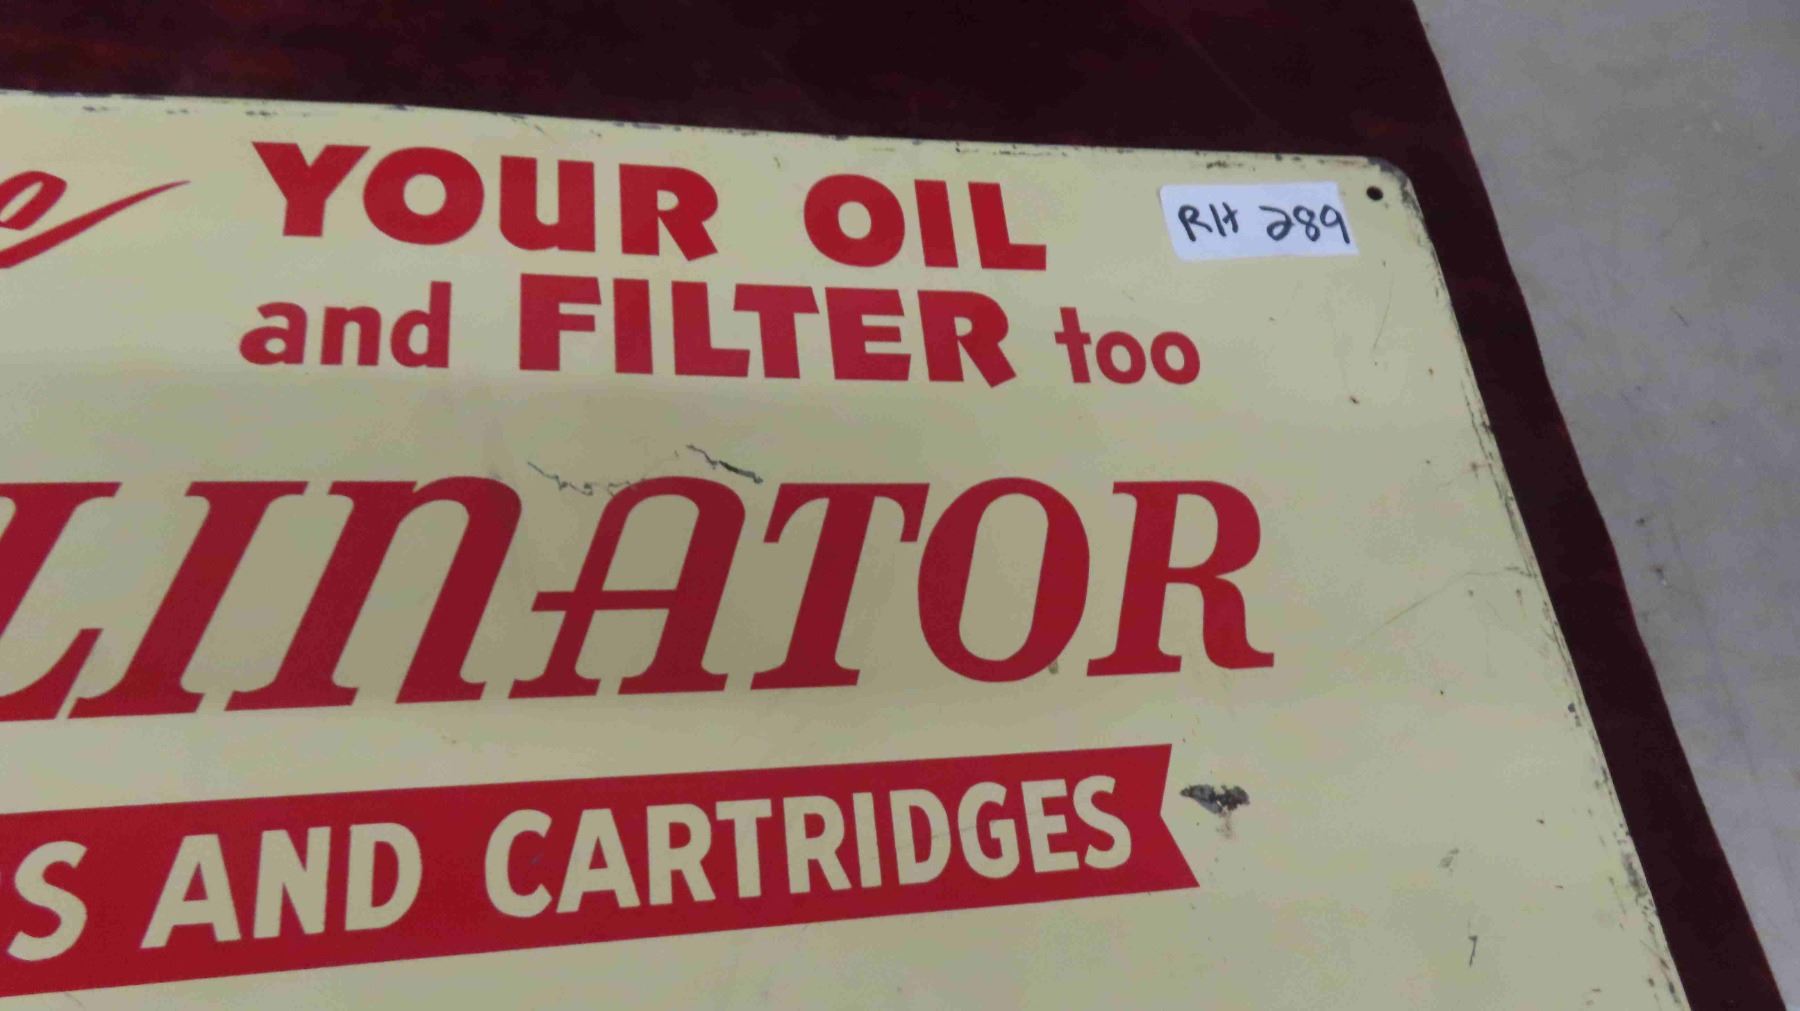 YOUR OIL
RH 289
and FILTER too
LINATOR
S AND CARTRIDGES